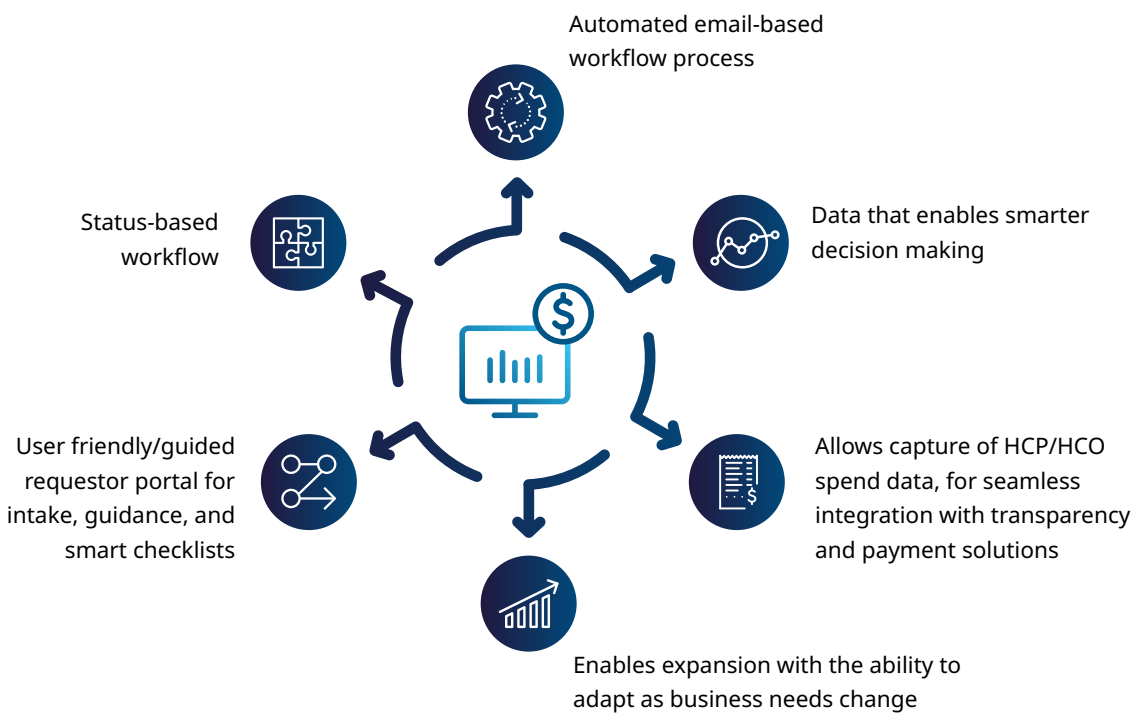 Automated email-based
workflow process
Data that enables smarter
decision making
Allows capture of HCP/HCO
spend data, for seamless
integration with transparency
and payment solutions
Enables expansion with the ability to
adapt as business needs change
User friendly/guided
requestor portal for
intake, guidance, and
smart checklists
Status-based
workflow
$
$